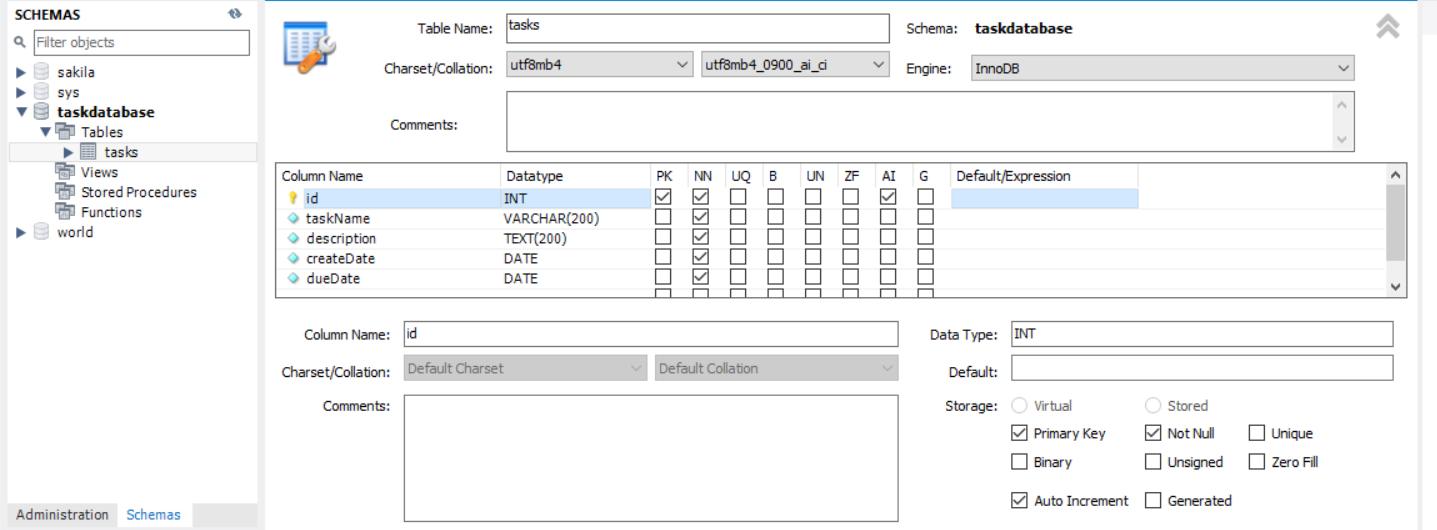 SCHEMAS
Filter objects
sakila
sys
taskdatabase
Tables
tasks
Views
Stored Procedures
Functions
world
Administration Schemas
Table Name: tasks Schema: taskdatabase
Charset/Collation: utf8mb4 utf8mb4_0900_ai_ci Engine: InnoDB
Comments:
Column Name Datatype PK NN UQ B UN ZF AI G Default/Expression
id INT
taskName VARCHAR(200)
description TEXT(200)
createDate DATE
dueDate DATE
Column Name: id Data Type: INT
Charset/Collation: Default Charset Default Collation Default:
Comments: Storage: Virtual Stored
Primary Key Not Null Unique
Binary Unsigned Zero Fill
Auto Increment Generated